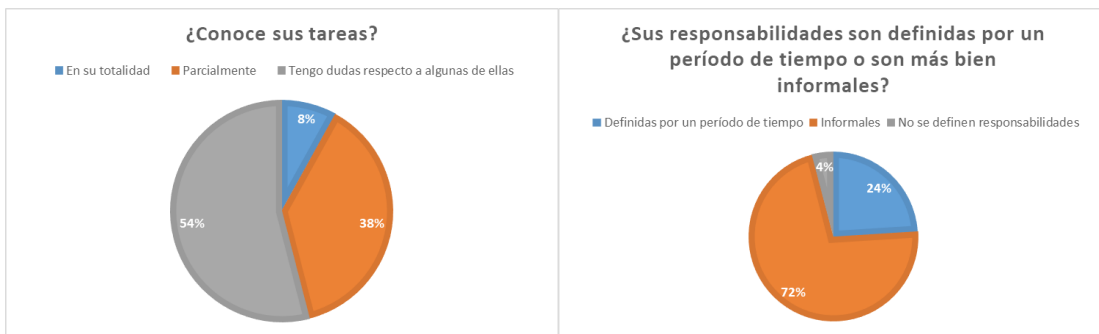 ¿Conoce sus tareas?
En su totalidad Parcialmente Tengo dudas respecto a algunas de ellas
8%
38%
54%
¿Sus responsabilidades son definidas por un
período de tiempo o son más bien
informales?
Definidas por un período de tiempo Informales No se definen responsabilidades
4%
24%
72%